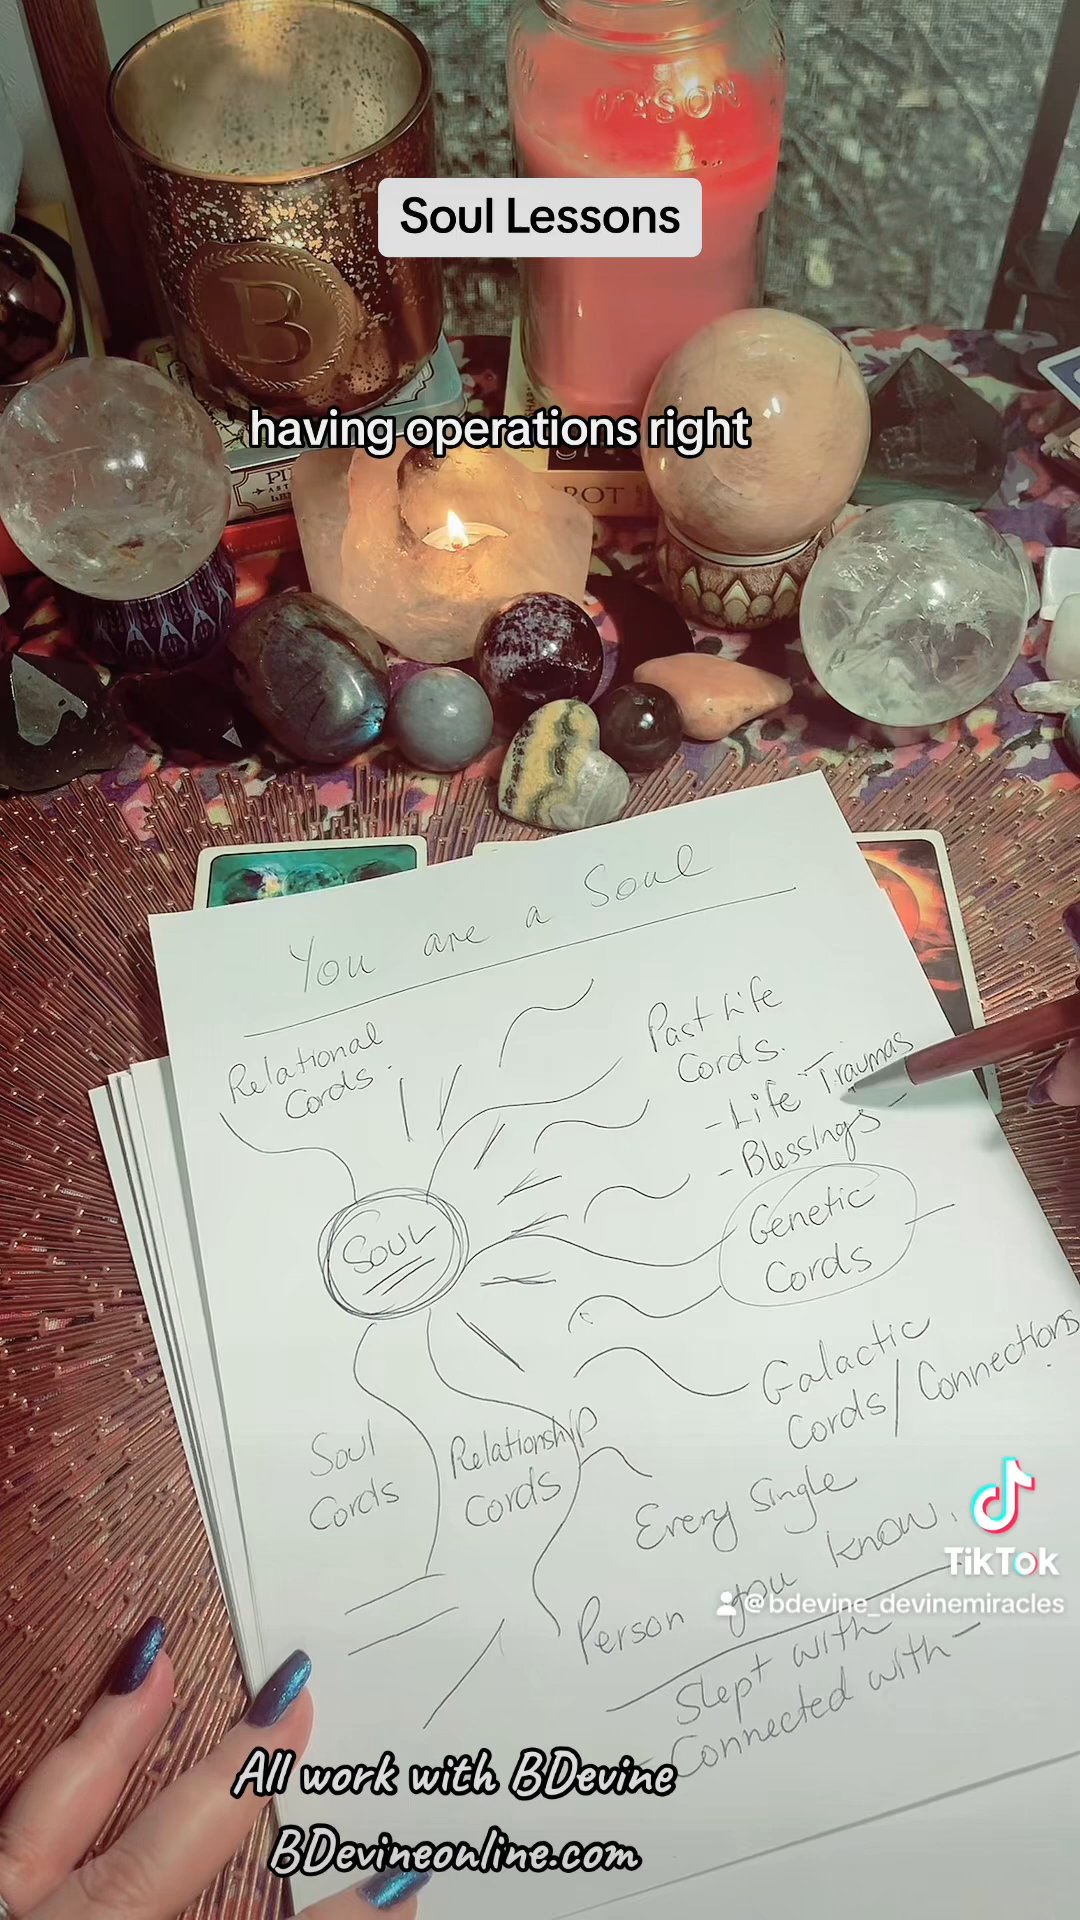 MASON
Soul Lessons
B
having operations right
You are a Soul
Relational
Cords.
Past Life
Cords.
- Life Traumas
- Blessings -
Genetic
Cords
SOUL
Galactic
Cords / Connections
Soul
Cords
Relationship
Cords
Every Single
Person you know.
Slept with
- Connected with -
TikTok
@bdevine_devinemiracles
All work with BDevine
BDevineonline.com